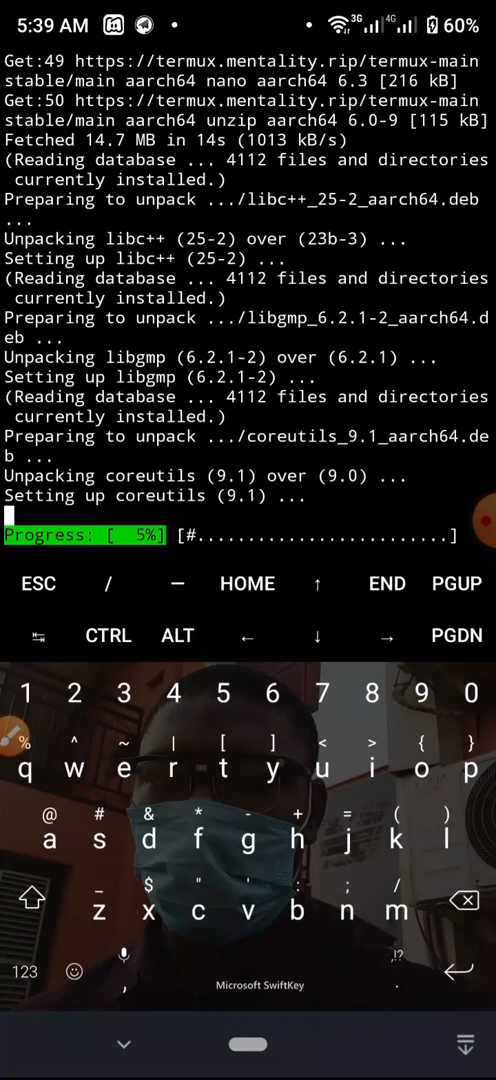 5:39 AM 3G 4G 60%
Get:49 https://termux.mentality.rip/termux-main
stable/main aarch64 nano aarch64 6.3 [216 kB]
Get:50 https://termux.mentality.rip/termux-main
stable/main aarch64 unzip aarch64 6.0-9 [115 kB]
Fetched 14.7 MB in 14s (1013 kB/s)
(Reading database ... 4112 files and directories
currently installed.)
Preparing to unpack .../libc++_25-2_aarch64.deb
...
Unpacking libc++ (25-2) over (23b-3) ...
Setting up libc++ (25-2) ...
(Reading database ... 4112 files and directories
currently installed.)
Preparing to unpack .../libgmp_6.2.1-2_aarch64.d
eb ...
Unpacking libgmp (6.2.1-2) over (6.2.1) ...
Setting up libgmp (6.2.1-2) ...
(Reading database ... 4112 files and directories
currently installed.)
Preparing to unpack .../coreutils_9.1_aarch64.de
b ...
Unpacking coreutils (9.1) over (9.0) ...
Setting up coreutils (9.1) ...
Progress: [  5%] [#..........................]
ESC / — HOME ↑ END PGUP
↹ CTRL ALT ← ↓ → PGDN
1 2 3 4 5 6 7 8 9 0
% ^ ~ | [ ] < > { }
q w e r t y u i o p
@ # & * - + = ( )
a s d f g h j k l
_ $ " ' : ; /
z x c v b n m
123 , Microsoft SwiftKey ,!? .